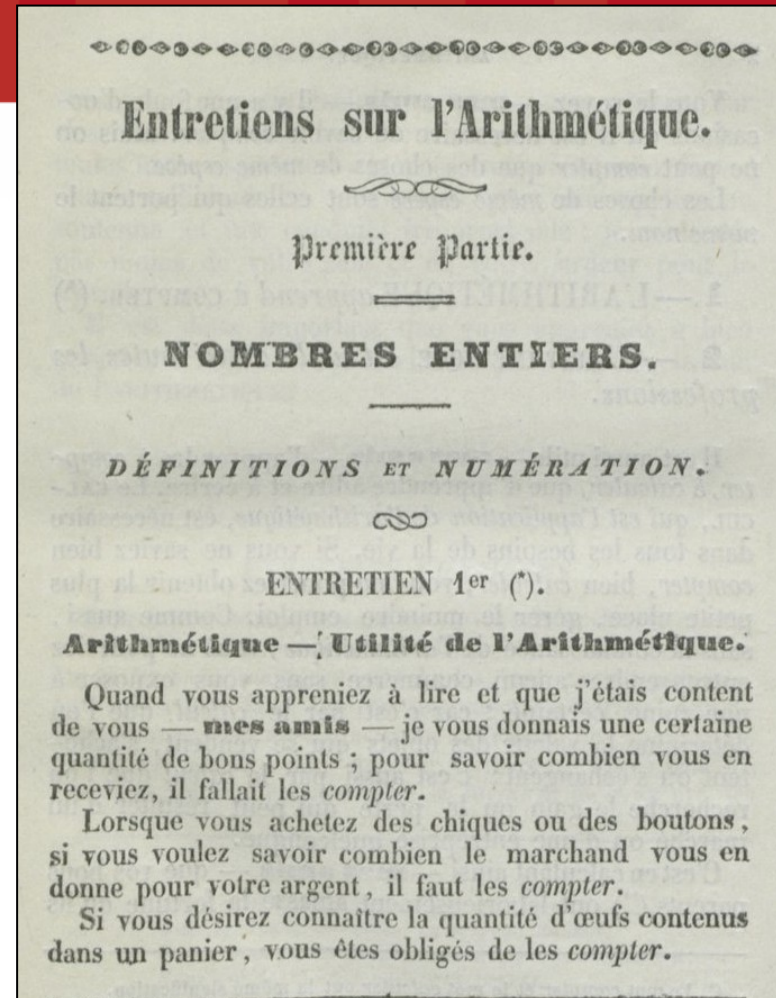 Entretiens sur l'Arithmétique.
Première Partie.
NOMBRES ENTIERS.
DÉFINITIONS ET NUMÉRATION.
ENTRETIEN 1er (*).
Arithmétique — Utilité de l'Arithmétique.
Quand vous appreniez à lire et que j'étais content
de vous — mes amis — je vous donnais une certaine
quantité de bons points ; pour savoir combien vous en
receviez, il fallait les compter.
Lorsque vous achetez des chiques ou des boutons,
si vous voulez savoir combien le marchand vous en
donne pour votre argent, il faut les compter.
Si vous désirez connaître la quantité d'œufs contenus
dans un panier, vous êtes obligés de les compter.